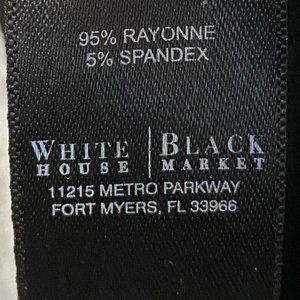 95% RAYONNE
5% SPANDEX
WHITE | BLACK
HOUSE | MARKET
11215 METRO PARKWAY
FORT MYERS, FL 33966